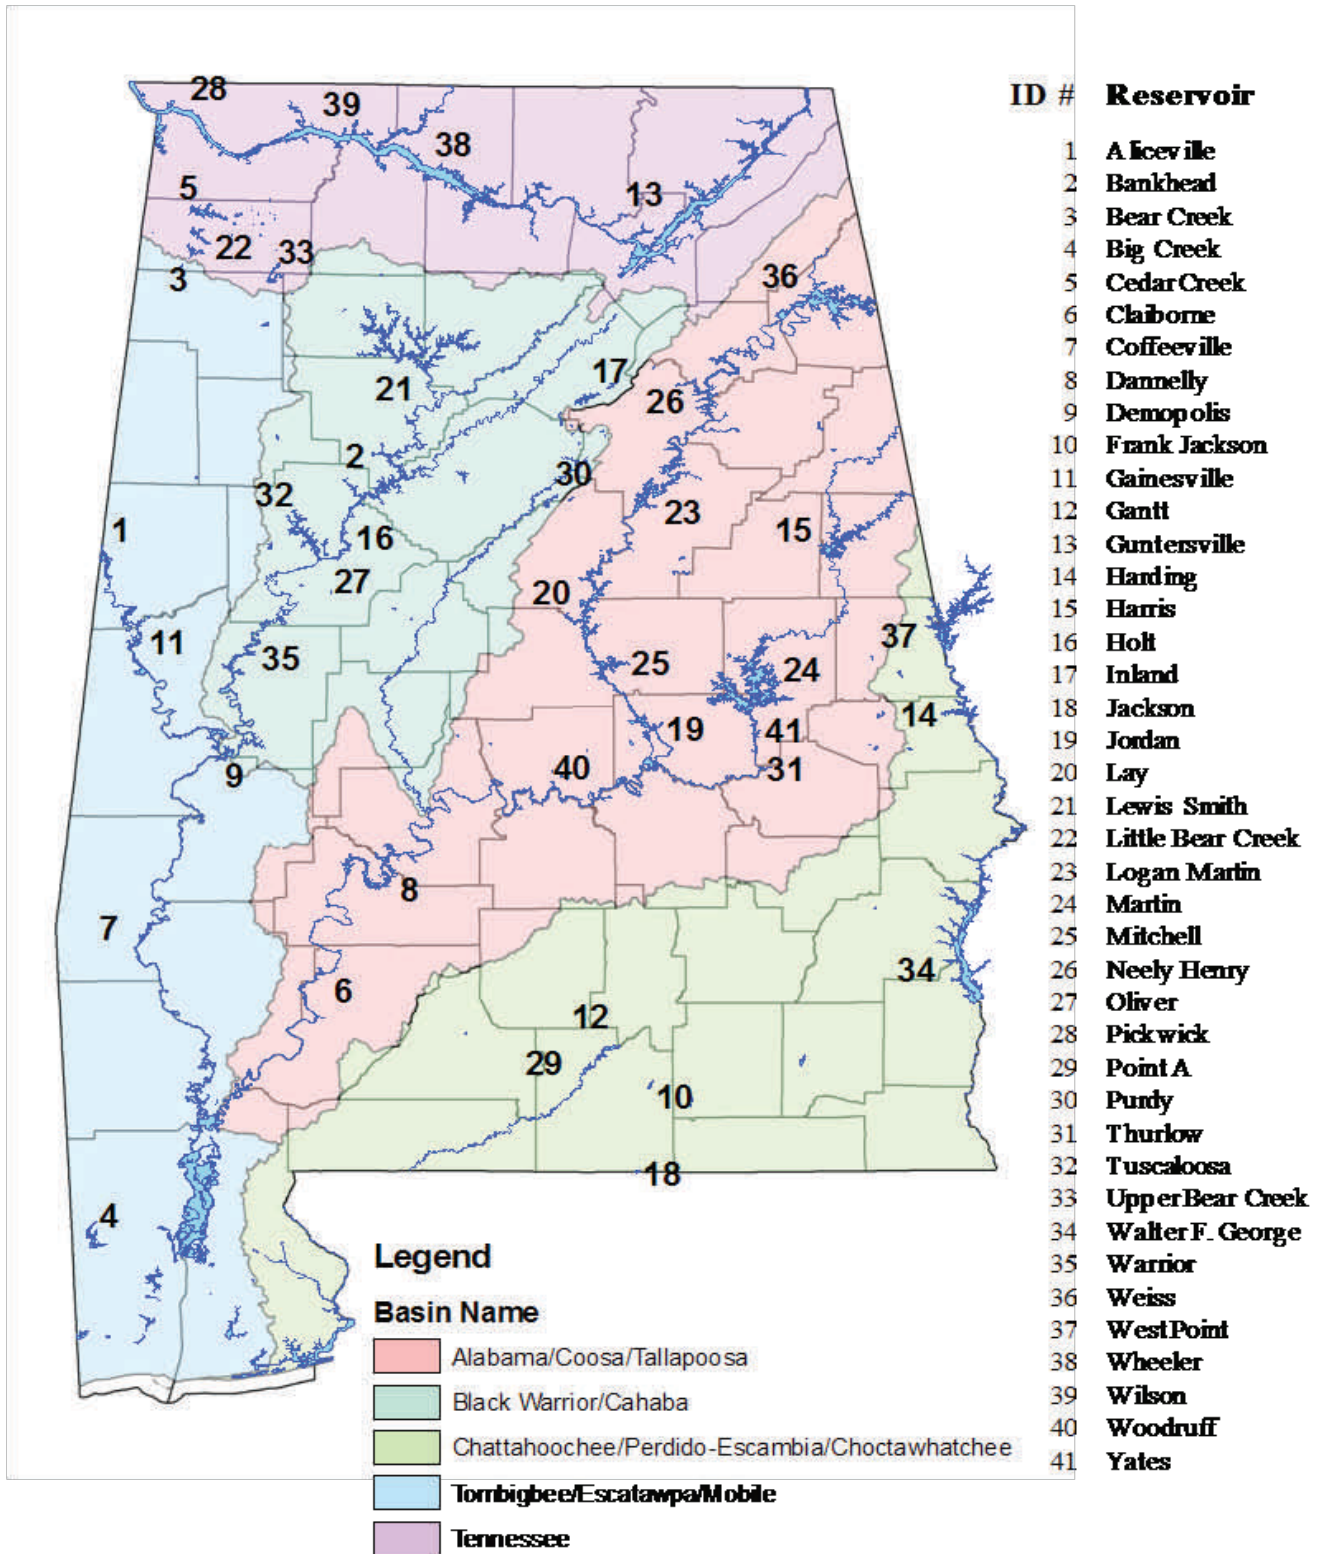 ID # Reservoir
1 Aliceville
2 Bankhead
3 Bear Creek
4 Big Creek
5 Cedar Creek
6 Claiborne
7 Coffeeville
8 Dannelly
9 Demopolis
10 Frank Jackson
11 Gainesville
12 Gantt
13 Guntersville
14 Harding
15 Harris
16 Holt
17 Inland
18 Jackson
19 Jordan
20 Lay
21 Lewis Smith
22 Little Bear Creek
23 Logan Martin
24 Martin
25 Mitchell
26 Neely Henry
27 Oliver
28 Pickwick
29 Point A
30 Purdy
31 Thurlow
32 Tuscaloosa
33 Upper Bear Creek
34 Walter F. George
35 Warrior
36 Weiss
37 West Point
38 Wheeler
39 Wilson
40 Woodruff
41 Yates
28
39
38
5
13
22
33
3
36
21
17
26
2
30
32
23
1
16
15
27
20
11
35
25
37
24
19
41
14
9
40
31
8
7
6
34
12
29
10
18
4
Legend
Basin Name
Alabama/Coosa/Tallapoosa
Black Warrior/Cahaba
Chattahoochee/Perdido-Escambia/Choctawhatchee
Tombigbee/Escatawpa/Mobile
Tennessee